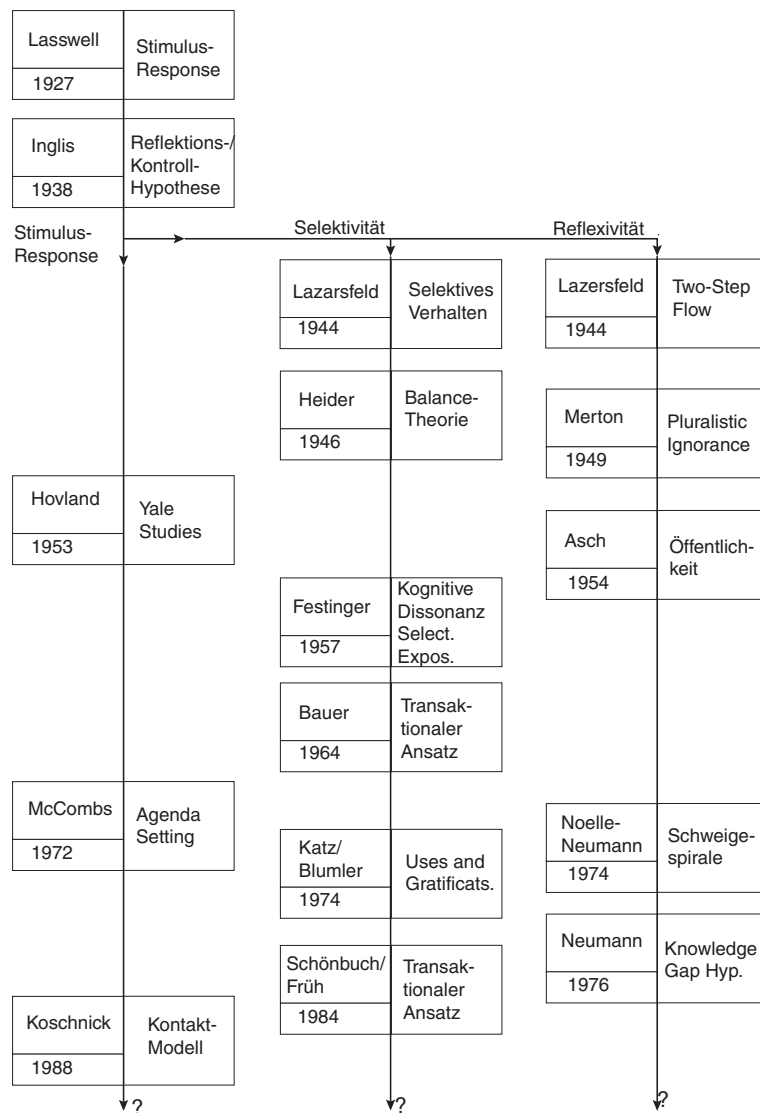 Lasswell
1927
Stimulus-
Response
Inglis
1938
Reflektions-/
Kontroll-
Hypothese
Stimulus-
Response
Hovland
1953
Yale
Studies
McCombs
1972
Agenda
Setting
Koschnick
1988
Kontakt-
Modell
?
Selektivität
Lazarsfeld
1944
Selektives
Verhalten
Heider
1946
Balance-
Theorie
Festinger
1957
Kognitive
Dissonanz
Select.
Expos.
Bauer
1964
Transak-
tionaler
Ansatz
Katz/
Blumler
1974
Uses and
Gratificats.
Schönbuch/
Früh
1984
Transak-
tionaler
Ansatz
?
Reflexivität
Lazersfeld
1944
Two-Step
Flow
Merton
1949
Pluralistic
Ignorance
Asch
1954
Öffentlich-
keit
Noelle-
Neumann
1974
Schweige-
spirale
Neumann
1976
Knowledge
Gap Hyp.
?